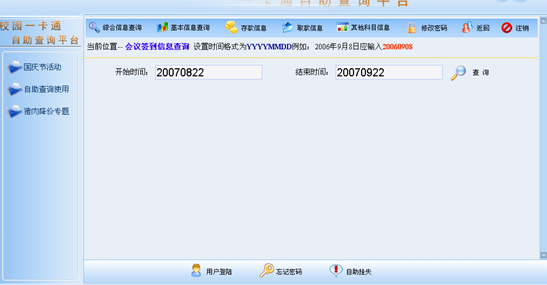 校园一卡通
自助查询平台
国庆节活动
自助查询使用
猪肉降价专题
综合信息查询 基本信息查询 存款信息 取款信息 其他科目信息 修改密码 返回 注销
当前位置-- 会议签到信息查询 设置时间格式为YYYYMMDD例如：2006年9月8日应输入20060908
开始时间： 20070822 结束时间： 20070922 查 询
用户登陆 忘记密码 自助挂失